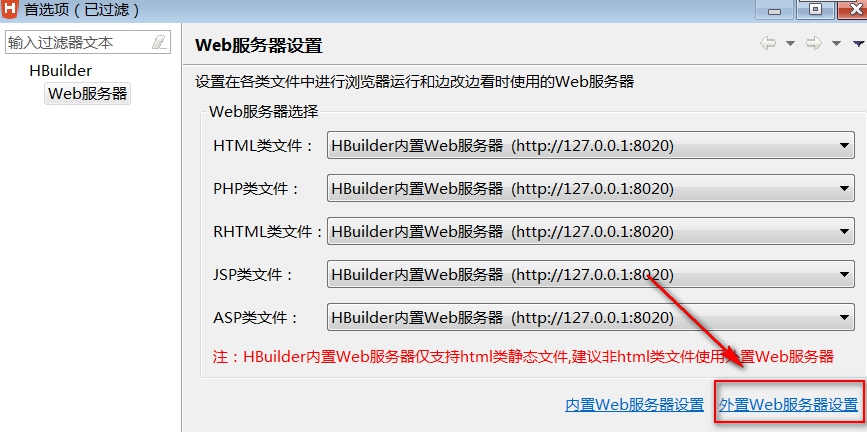 首选项（已过滤）
输入过滤器文本
HBuilder
Web服务器
Web服务器设置
设置在各类文件中进行浏览器运行和边改边看时使用的Web服务器
Web服务器选择
HTML类文件： HBuilder内置Web服务器 (http://127.0.0.1:8020)
PHP类文件： HBuilder内置Web服务器 (http://127.0.0.1:8020)
RHTML类文件： HBuilder内置Web服务器 (http://127.0.0.1:8020)
JSP类文件： HBuilder内置Web服务器 (http://127.0.0.1:8020)
ASP类文件： HBuilder内置Web服务器 (http://127.0.0.1:8020)
注：HBuilder内置Web服务器仅支持html类静态文件,建议非html类文件使用外置Web服务器
内置Web服务器设置 外置Web服务器设置